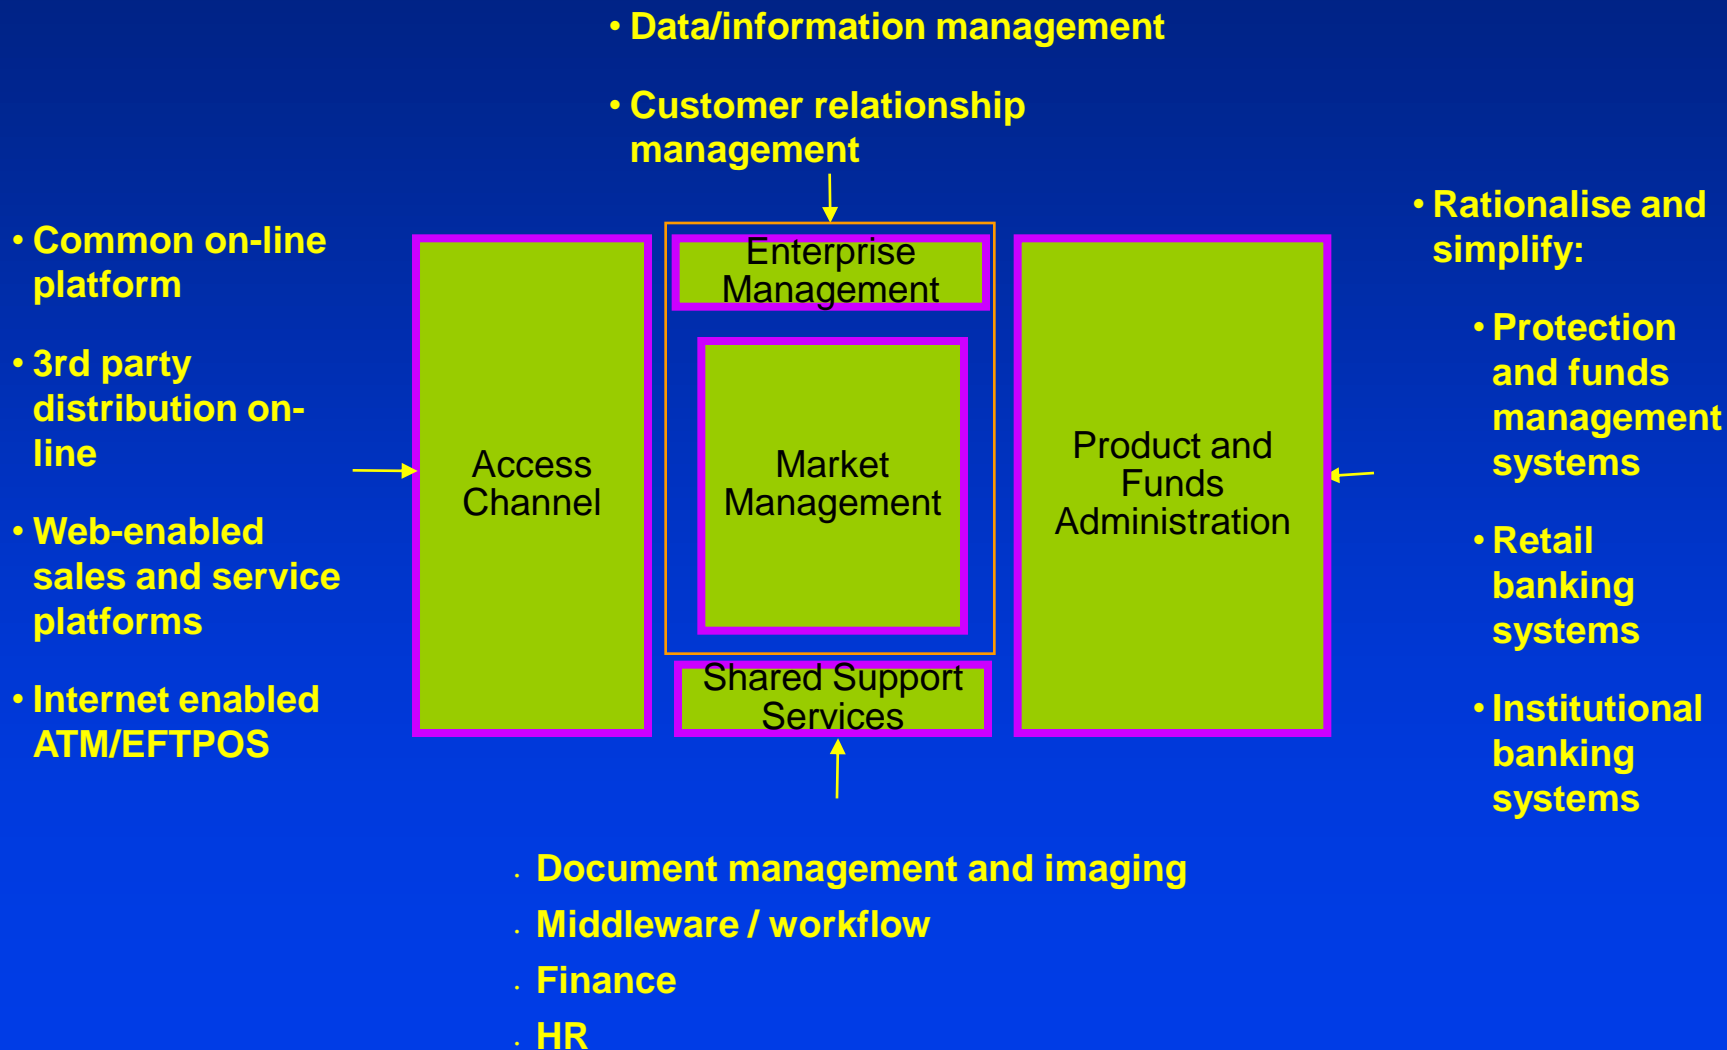 • Data/information management
• Customer relationship
management
• Common on-line
platform
• 3rd party
distribution on-
line
• Web-enabled
sales and service
platforms
• Internet enabled
ATM/EFTPOS
Access
Channel
Enterprise
Management
Market
Management
Shared Support
Services
Product and
Funds
Administration
• Rationalise and
simplify:
• Protection
and funds
management
systems
• Retail
banking
systems
• Institutional
banking
systems
• Document management and imaging
• Middleware / workflow
• Finance
• HR